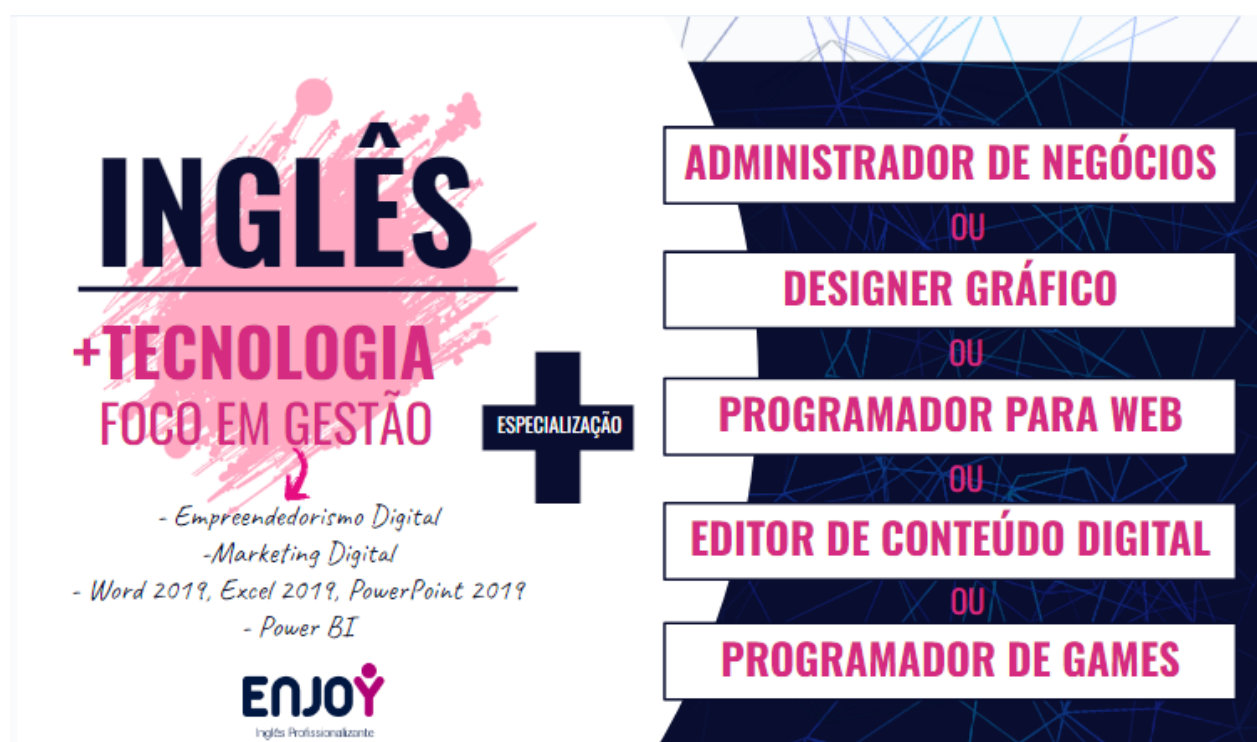 INGLÊS
+TECNOLOGIA
FOCO EM GESTÃO
- Empreendedorismo Digital
-Marketing Digital
- Word 2019, Excel 2019, PowerPoint 2019
- Power BI
ENJOY
Inglês Profissionalizante
ESPECIALIZAÇÃO
ADMINISTRADOR DE NEGÓCIOS
OU
DESIGNER GRÁFICO
OU
PROGRAMADOR PARA WEB
OU
EDITOR DE CONTEÚDO DIGITAL
OU
PROGRAMADOR DE GAMES